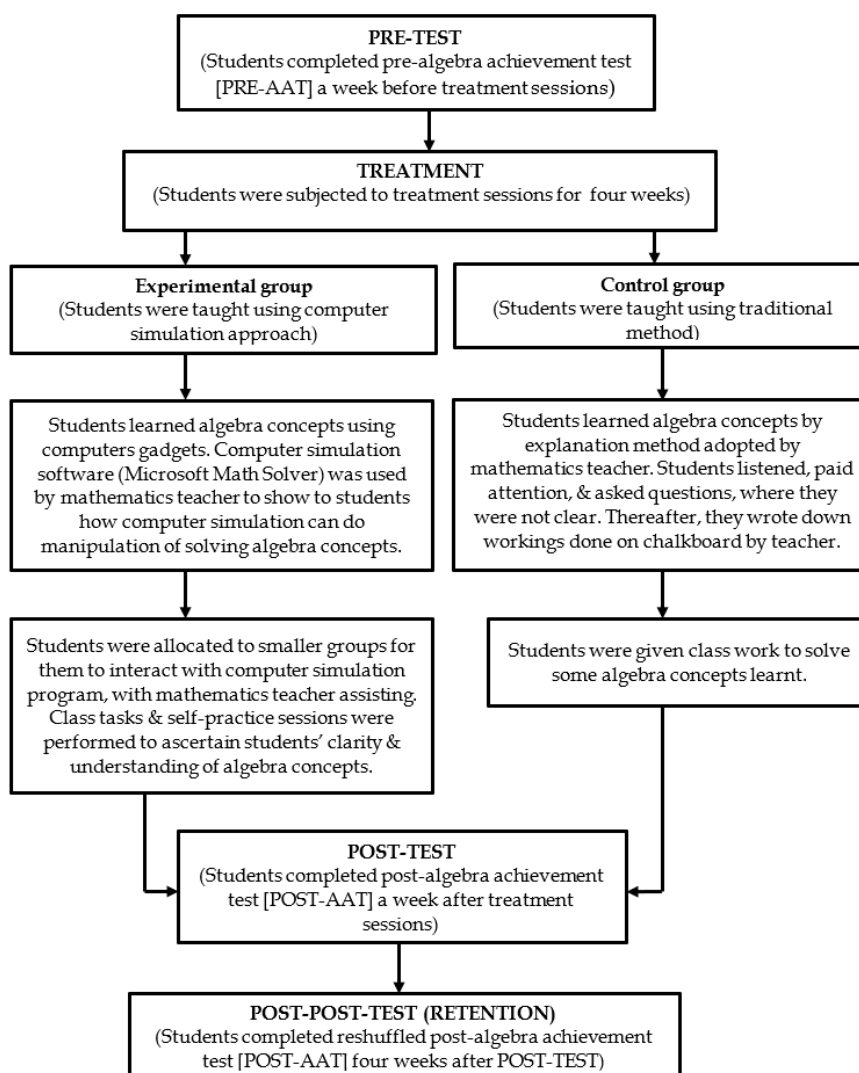 PRE-TEST
(Students completed pre-algebra achievement test
[PRE-AAT] a week before treatment sessions)
TREATMENT
(Students were subjected to treatment sessions for four weeks)
Experimental group
(Students were taught using computer
simulation approach)
Control group
(Students were taught using traditional
method)
Students learned algebra concepts using
computers gadgets. Computer simulation
software (Microsoft Math Solver) was used
by mathematics teacher to show to students
how computer simulation can do
manipulation of solving algebra concepts.
Students learned algebra concepts by
explanation method adopted by
mathematics teacher. Students listened, paid
attention, & asked questions, where they
were not clear. Thereafter, they wrote down
workings done on chalkboard by teacher.
Students were allocated to smaller groups for
them to interact with computer simulation
program, with mathematics teacher assisting.
Class tasks & self-practice sessions were
performed to ascertain students’ clarity &
understanding of algebra concepts.
Students were given class work to solve
some algebra concepts learnt.
POST-TEST
(Students completed post-algebra achievement
test [POST-AAT] a week after treatment
sessions)
POST-POST-TEST (RETENTION)
(Students completed reshuffled post-algebra achievement
test [POST-AAT] four weeks after POST-TEST)